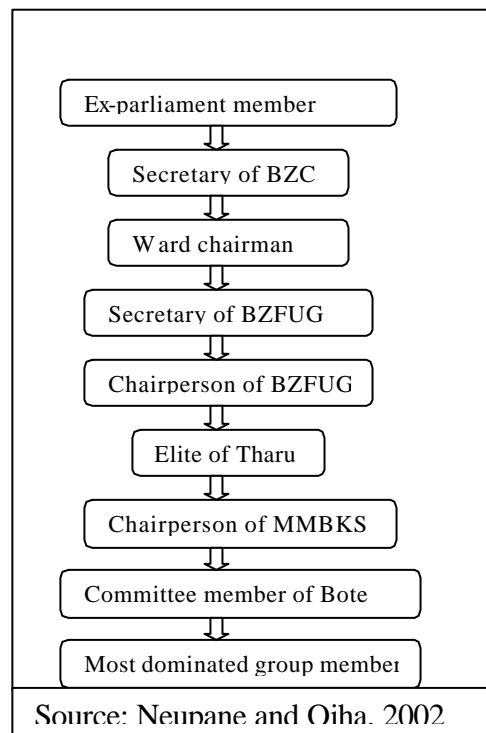 Ex-parliament member
Secretary of BZC
Ward chairman
Secretary of BZFUG
Chairperson of BZFUG
Elite of Tharu
Chairperson of MMBKS
Committee member of Bote
Most dominated group member
Source: Neupane and Ojha, 2002